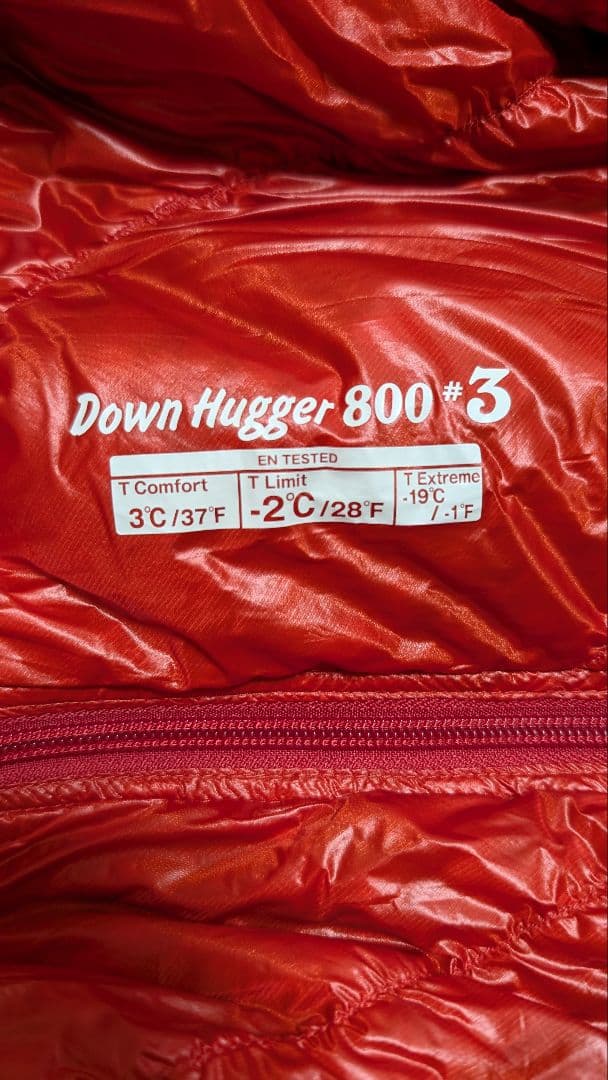 Down Hugger 800 #3
EN TESTED
T Comfort
3℃/37°F
T Limit
-2℃/28°F
T Extreme
-19℃
/-1°F